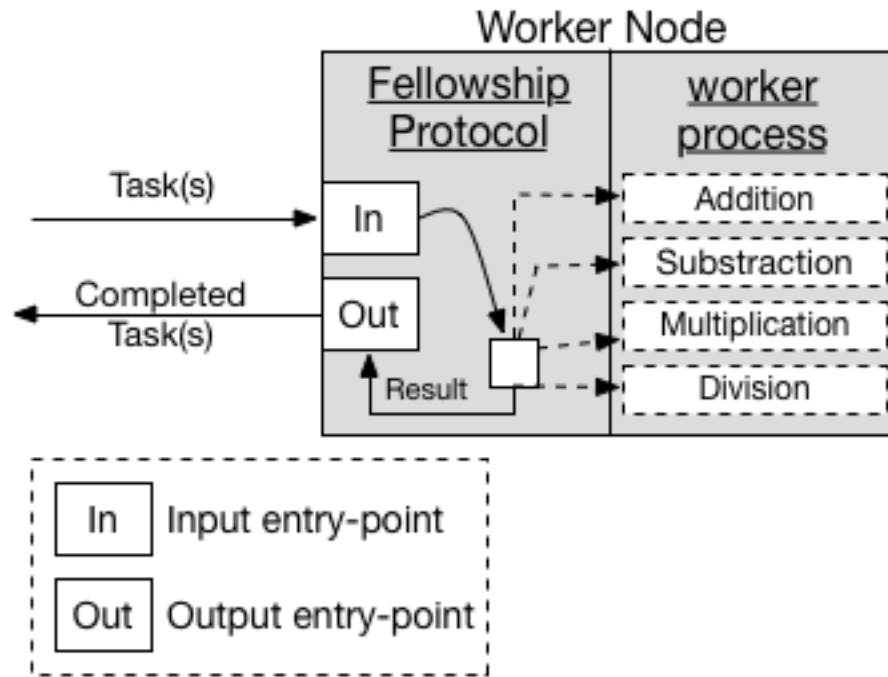 Worker Node
Fellowship
Protocol
worker
process
Task(s)
In
Addition
Completed
Task(s)
Out
Substraction
Multiplication
Result
Division
In
Input entry-point
Out
Output entry-point